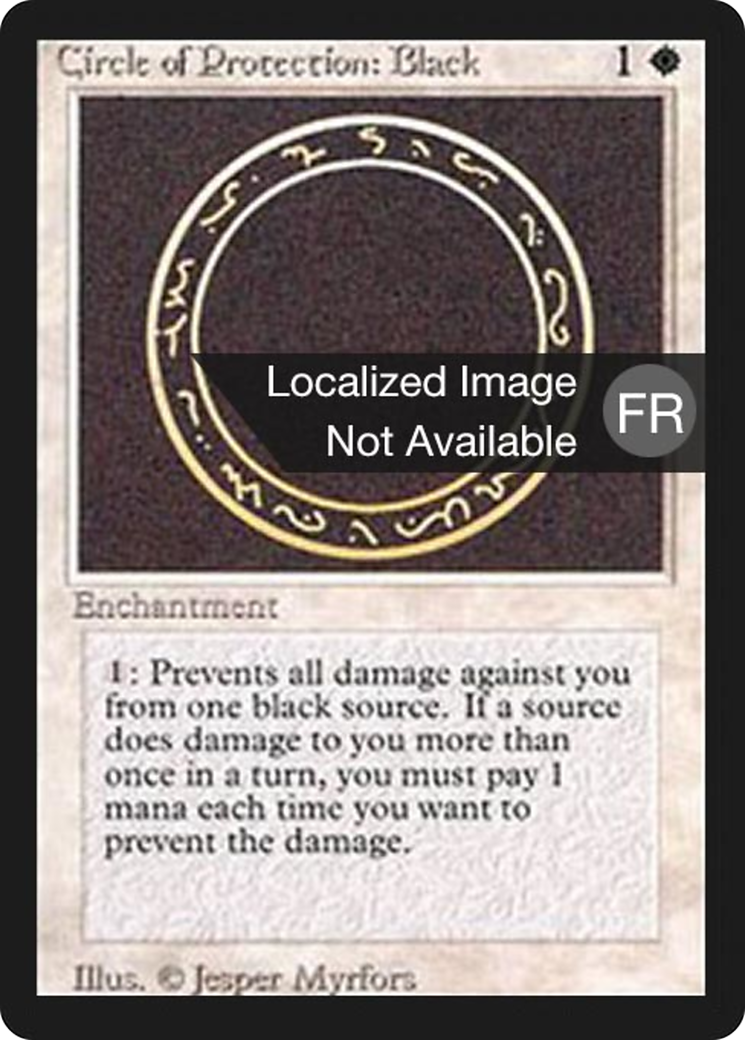 Circle of Protection: Black 1
Localized Image
Not Available
FR
Enchantment
1: Prevents all damage against you
from one black source. If a source
does damage to you more than
once in a turn, you must pay 1
mana each time you want to
prevent the damage.
Illus. © Jesper Myrfors